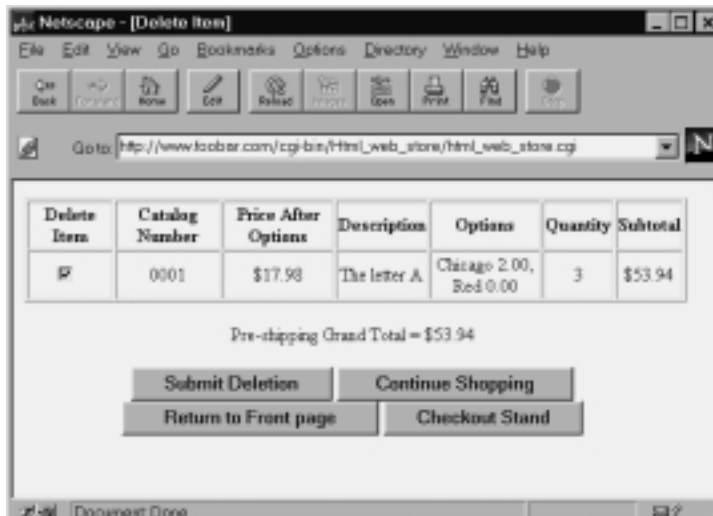 Netscape - [Delete Item]
File Edit View Go Bookmarks Options Directory Window Help
Back Forward Home Edit Reload Images Open Print Find Stop
Go to: http://www.foobar.com/cgi-bin/Html_web_store/html_web_store.cgi
N
Delete Item Catalog Number Price After Options Description Options Quantity Subtotal
0001 $17.98 The letter A Chicago 2.00, Red 0.00 3 $53.94
Pre-shipping Grand Total = $53.94
Submit Deletion Continue Shopping
Return to Front page Checkout Stand
Document Done